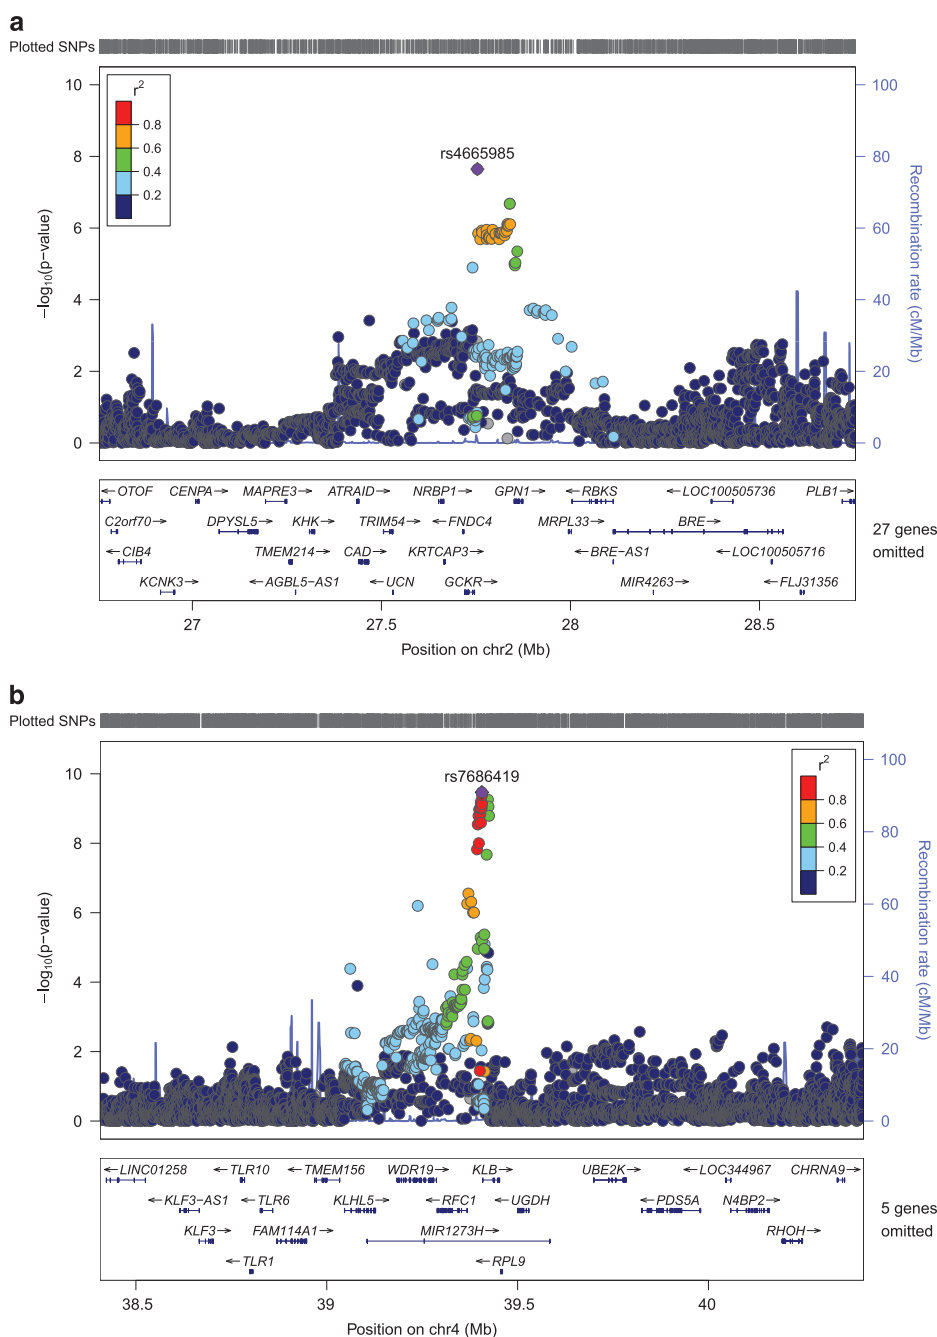 a
Plotted SNPs
r2
0.8
0.6
0.4
0.2
rs4665985
10
8
6
4
2
0
−log10(p−value)
100
80
60
40
20
0
Recombination rate (cM/Mb)
←OTOF CENPA→ MAPRE3→ ATRAID→ NRBP1→ GPN1→ ←RBKS ←LOC100505736 PLB1→
C2orf70→ DPYSL5→ KHK→ TRIM54→ ←FNDC4 MRPL33→ BRE→
←CIB4 TMEM214→ CAD→ KRTCAP3→ ←BRE−AS1 ←LOC100505716
KCNK3→ ←AGBL5−AS1 ←UCN GCKR→ MIR4263→ ←FLJ31356
27 genes
omitted
27 27.5 28 28.5
Position on chr2 (Mb)
b
Plotted SNPs
rs7686419
r2
0.8
0.6
0.4
0.2
10
8
6
4
2
0
−log10(p−value)
100
80
60
40
20
0
Recombination rate (cM/Mb)
←LINC01258 ←TLR10 ←TMEM156 WDR19→ KLB→ UBE2K→ ←LOC344967 CHRNA9→
←KLF3−AS1 ←TLR6 KLHL5→ ←RFC1 ←UGDH ←PDS5A N4BP2→
KLF3→ FAM114A1→ MIR1273H→ RHOH→
←TLR1 ←RPL9
5 genes
omitted
38.5 39 39.5 40
Position on chr4 (Mb)